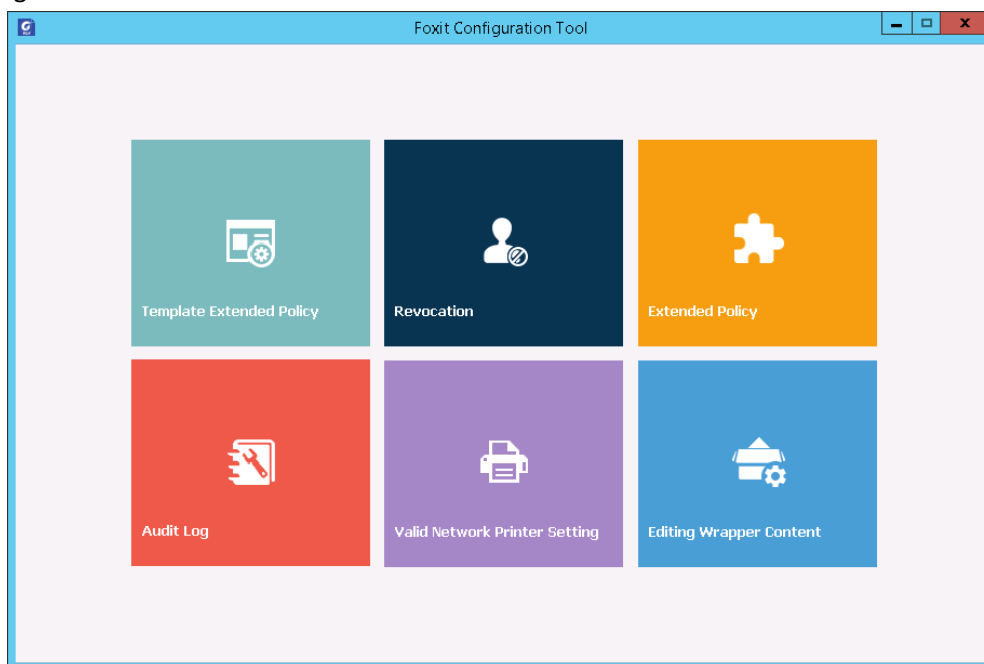 Foxit Configuration Tool
Template Extended Policy
Revocation
Extended Policy
Audit Log
Valid Network Printer Setting
Editing Wrapper Content